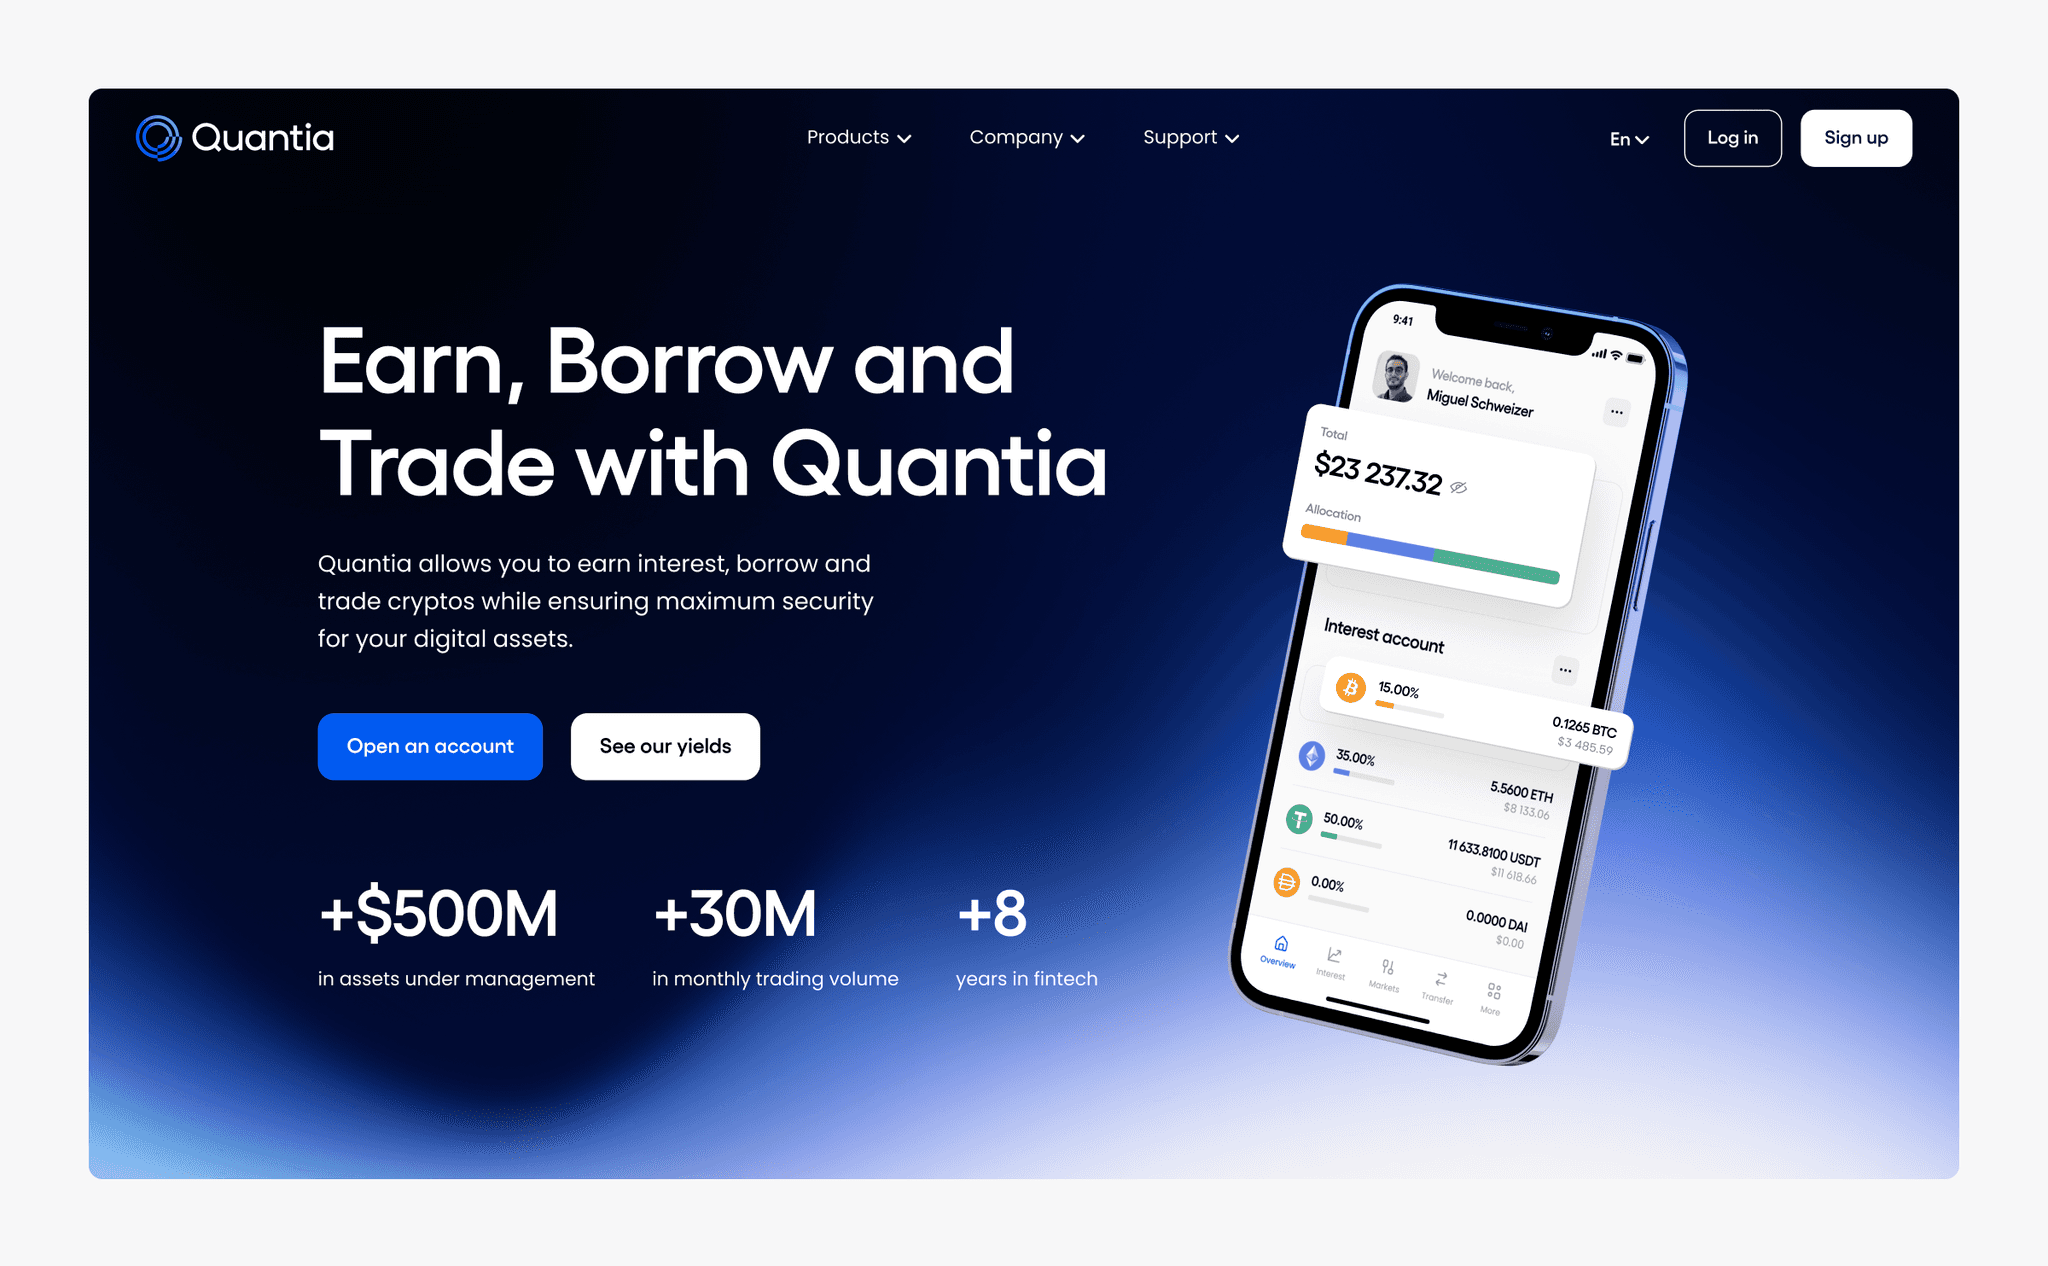 Quantia
Products
Company
Support
En
Log in
Sign up
Earn, Borrow and
Trade with Quantia
Quantia allows you to earn interest, borrow and
trade cryptos while ensuring maximum security
for your digital assets.
Open an account
See our yields
+$500M
in assets under management
+30M
in monthly trading volume
+8
years in fintech
9:41
Welcome back,
Miguel Schweizer
Total
$23 237.32
Allocation
Interest account
15.00%
0.1265 BTC
$3 485.59
35.00%
5.5600 ETH
$8 133.06
50.00%
11 633.8100 USDT
$11 618.66
0.00%
0.0000 DAI
$0.00
Overview
Interest
Markets
Transfer
More